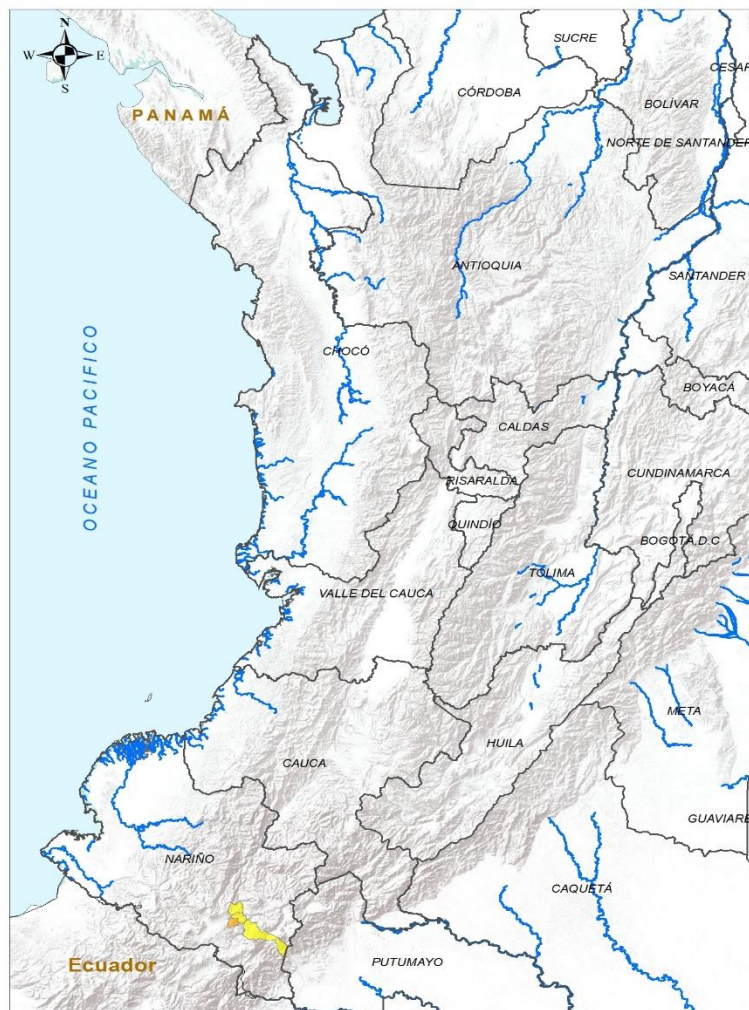 N
W E
S
PANAMÁ
SUCRE
CÓRDOBA
CESAR
BOLÍVAR
NORTE DE SANTANDER
ANTIOQUIA
SANTANDER
OCEANO PACIFICO
CHOCÓ
BOYACÁ
CALDAS
CUNDINAMARCA
RISARALDA
QUINDÍO
BOGOTÁ,D.C
TOLIMA
VALLE DEL CAUCA
META
HUILA
CAUCA
GUAVIARE
NARIÑO
CAQUETÁ
Ecuador
PUTUMAYO